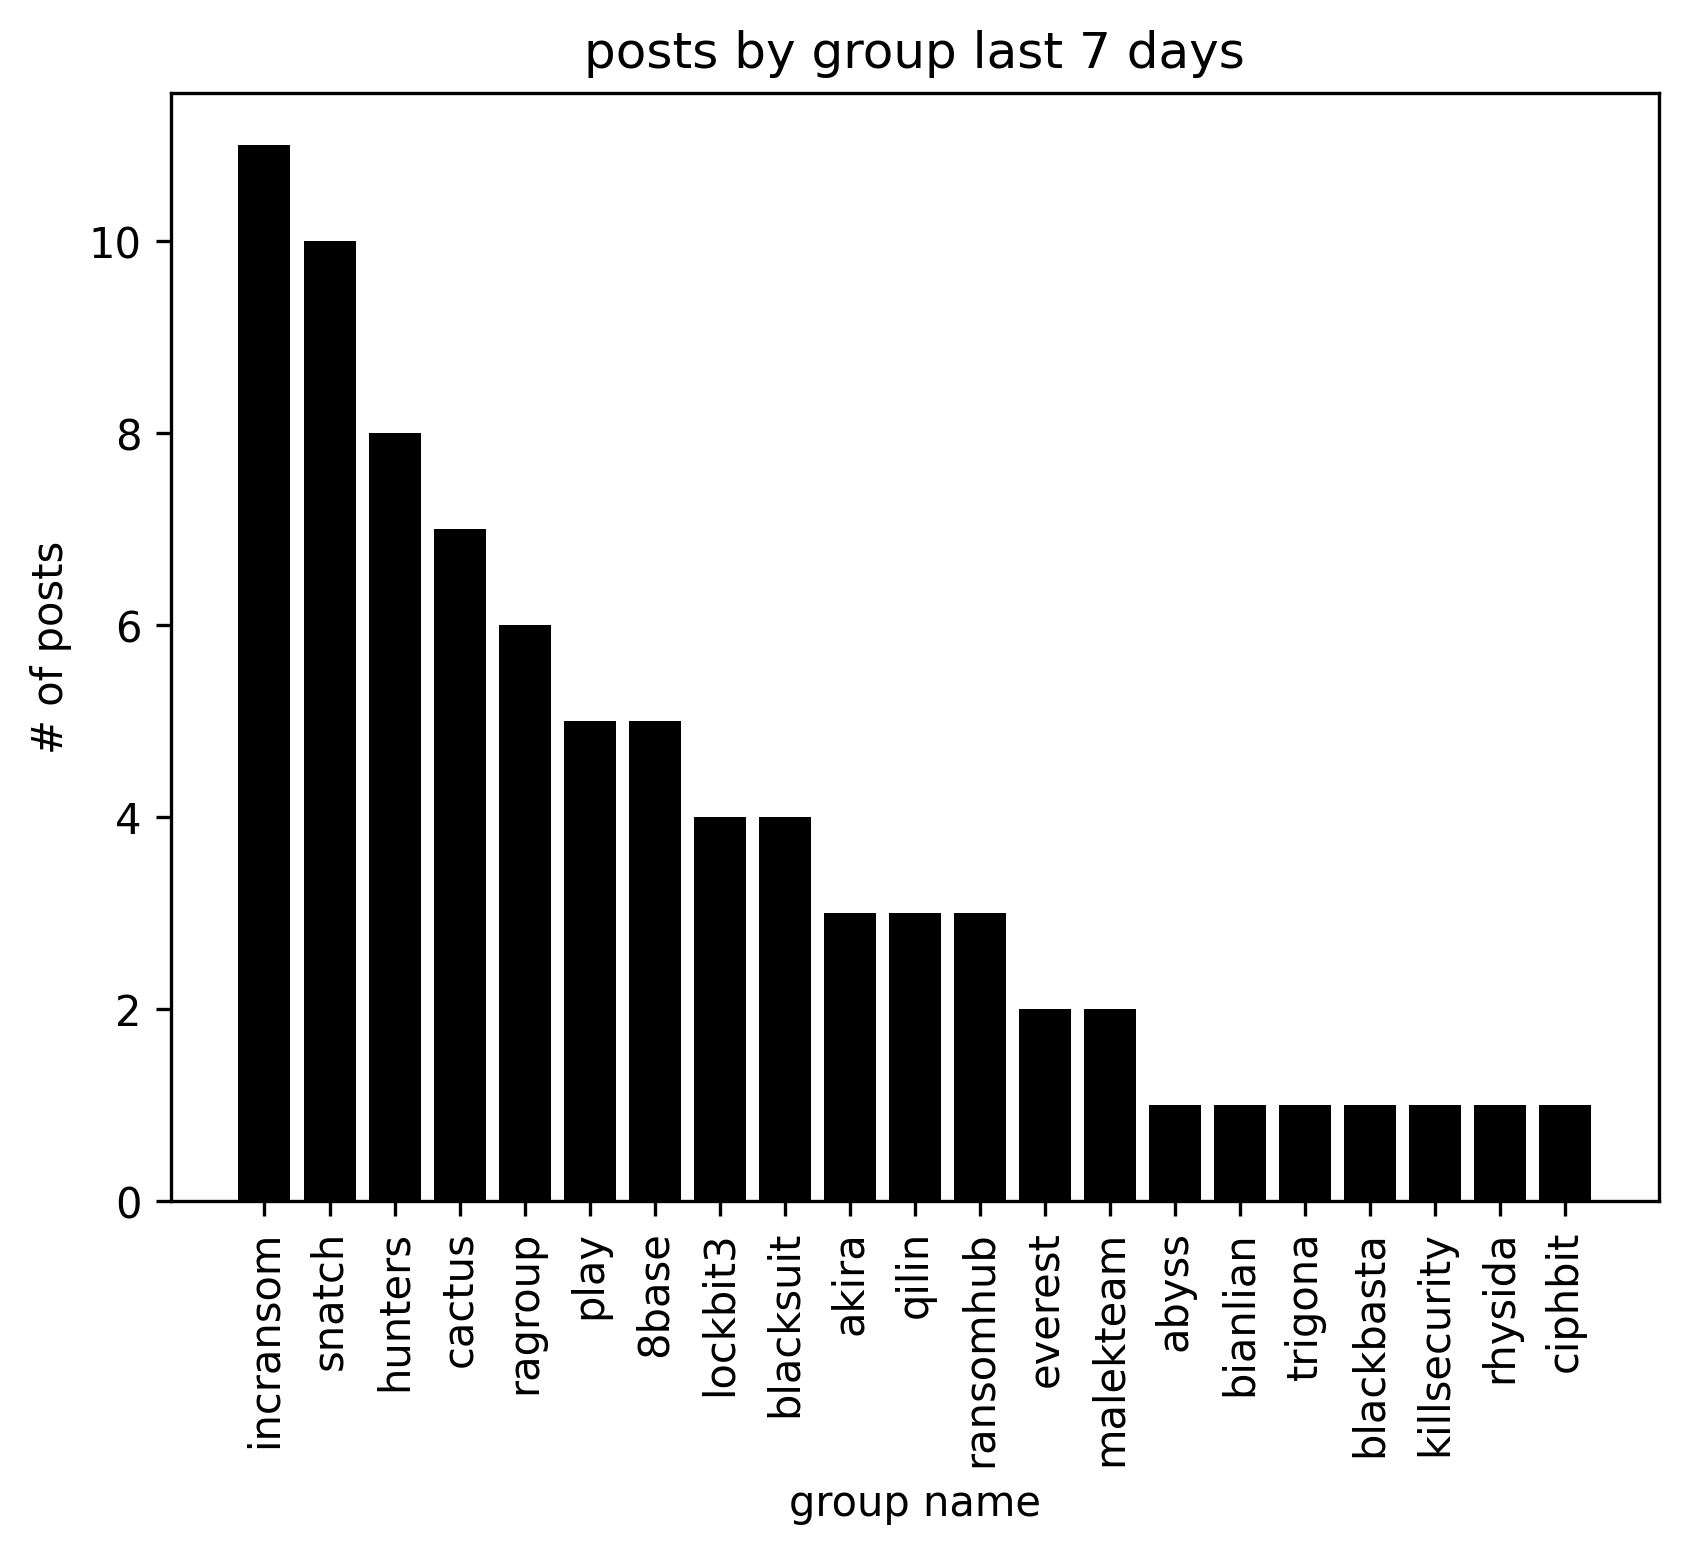 posts by group last 7 days
# of posts
10
8
6
4
2
0
incransom
snatch
hunters
cactus
ragroup
play
8base
lockbit3
blacksuit
akira
qilin
ransomhub
everest
malekteam
abyss
bianlian
trigona
blackbasta
killsecurity
rhysida
ciphbit
group name